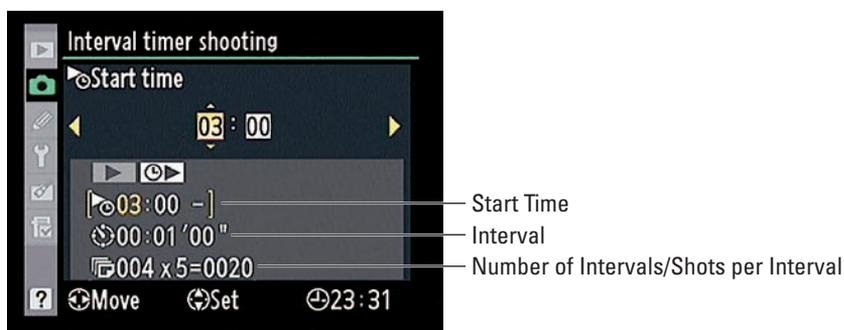 Interval timer shooting
Start time
03 : 00
[03:00 –]
00:01'00"
004 x 5=0020
? Move Set 23:31
Start Time
Interval
Number of Intervals/Shots per Interval